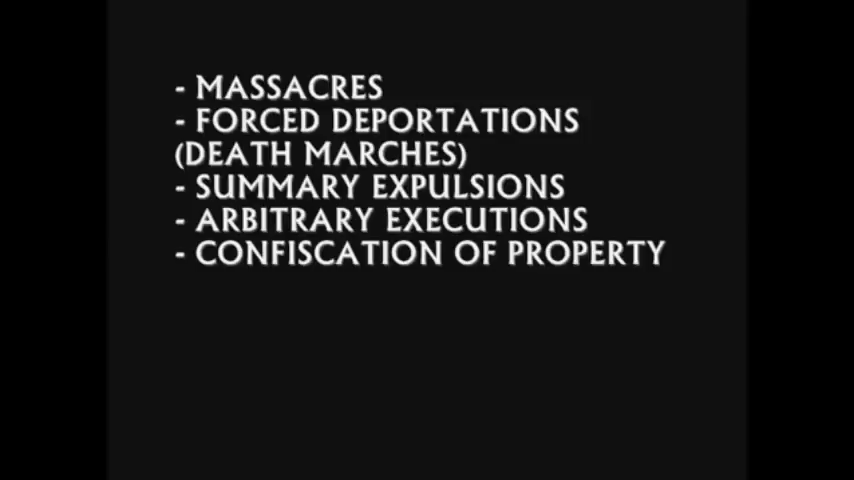 - MASSACRES
- FORCED DEPORTATIONS
(DEATH MARCHES)
- SUMMARY EXPULSIONS
- ARBITRARY EXECUTIONS
- CONFISCATION OF PROPERTY